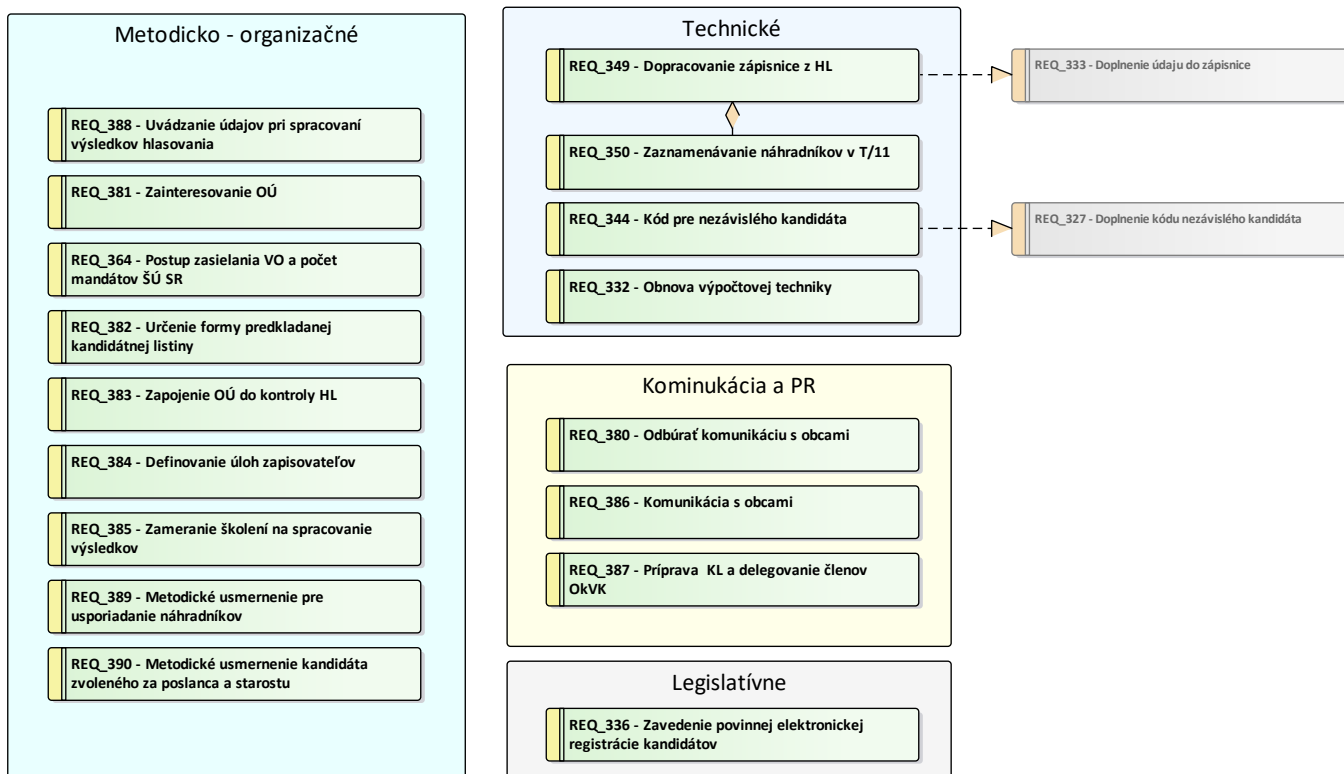 Metodicko - organizačné
REQ_388 - Uvádzanie údajov pri spracovaní
výsledkov hlasovania
REQ_381 - Zainteresovanie OÚ
REQ_364 - Postup zasielania VO a počet
mandátov ŠÚ SR
REQ_382 - Určenie formy predkladanej
kandidátnej listiny
REQ_383 - Zapojenie OÚ do kontroly HL
REQ_384 - Definovanie úloh zapisovateľov
REQ_385 - Zameranie školení na spracovanie
výsledkov
REQ_389 - Metodické usmernenie pre
usporiadanie náhradníkov
REQ_390 - Metodické usmernenie kandidáta
zvoleného za poslanca a starostu
Technické
REQ_349 - Dopracovanie zápisnice z HL
REQ_333 - Doplnenie údaju do zápisnice
REQ_350 - Zaznamenávanie náhradníkov v T/11
REQ_344 - Kód pre nezávislého kandidáta
REQ_327 - Doplnenie kódu nezávislého kandidáta
REQ_332 - Obnova výpočtovej techniky
Kominukácia a PR
REQ_380 - Odbúrať komunikáciu s obcami
REQ_386 - Komunikácia s obcami
REQ_387 - Príprava  KL a delegovanie členov
OkVK
Legislatívne
REQ_336 - Zavedenie povinnej elektronickej
registrácie kandidátov